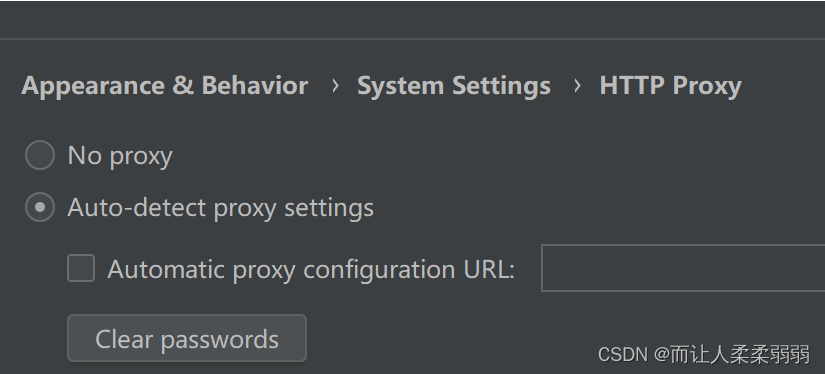 Appearance & Behavior › System Settings › HTTP Proxy
No proxy
Auto-detect proxy settings
Automatic proxy configuration URL:
Clear passwords
CSDN @而让人柔柔弱弱